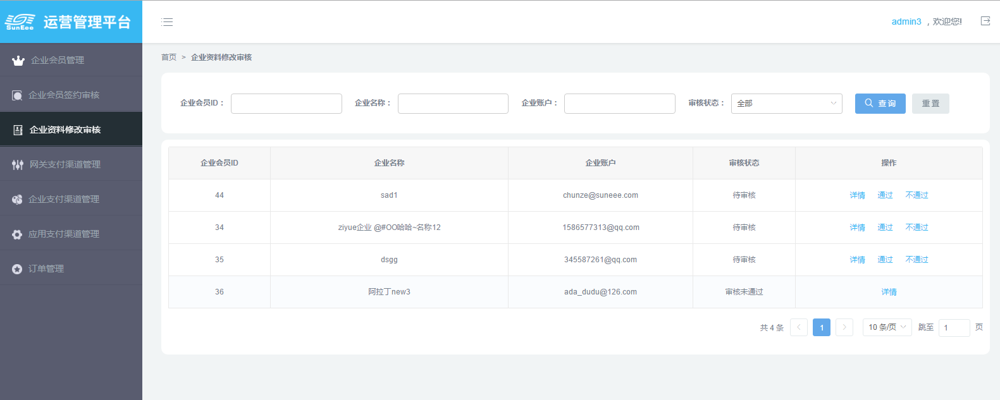 SunEee 运营管理平台
admin3 ，欢迎您!
企业会员管理
企业会员签约审核
企业资料修改审核
网关支付渠道管理
企业支付渠道管理
应用支付渠道管理
订单管理
首页 > 企业资料修改审核
企业会员ID： 企业名称： 企业账户： 审核状态： 全部 查询 重置
企业会员ID 企业名称 企业账户 审核状态 操作
44 sad1 chunze@suneee.com 待审核 详情 通过 不通过
34 ziyue企业 @#OO哈哈~名称12 1586577313@qq.com 待审核 详情 通过 不通过
35 dsgg 345587261@qq.com 待审核 详情 通过 不通过
36 阿拉丁new3 ada_dudu@126.com 审核未通过 详情
共 4 条 < 1 > 10 条/页 跳至 1 页